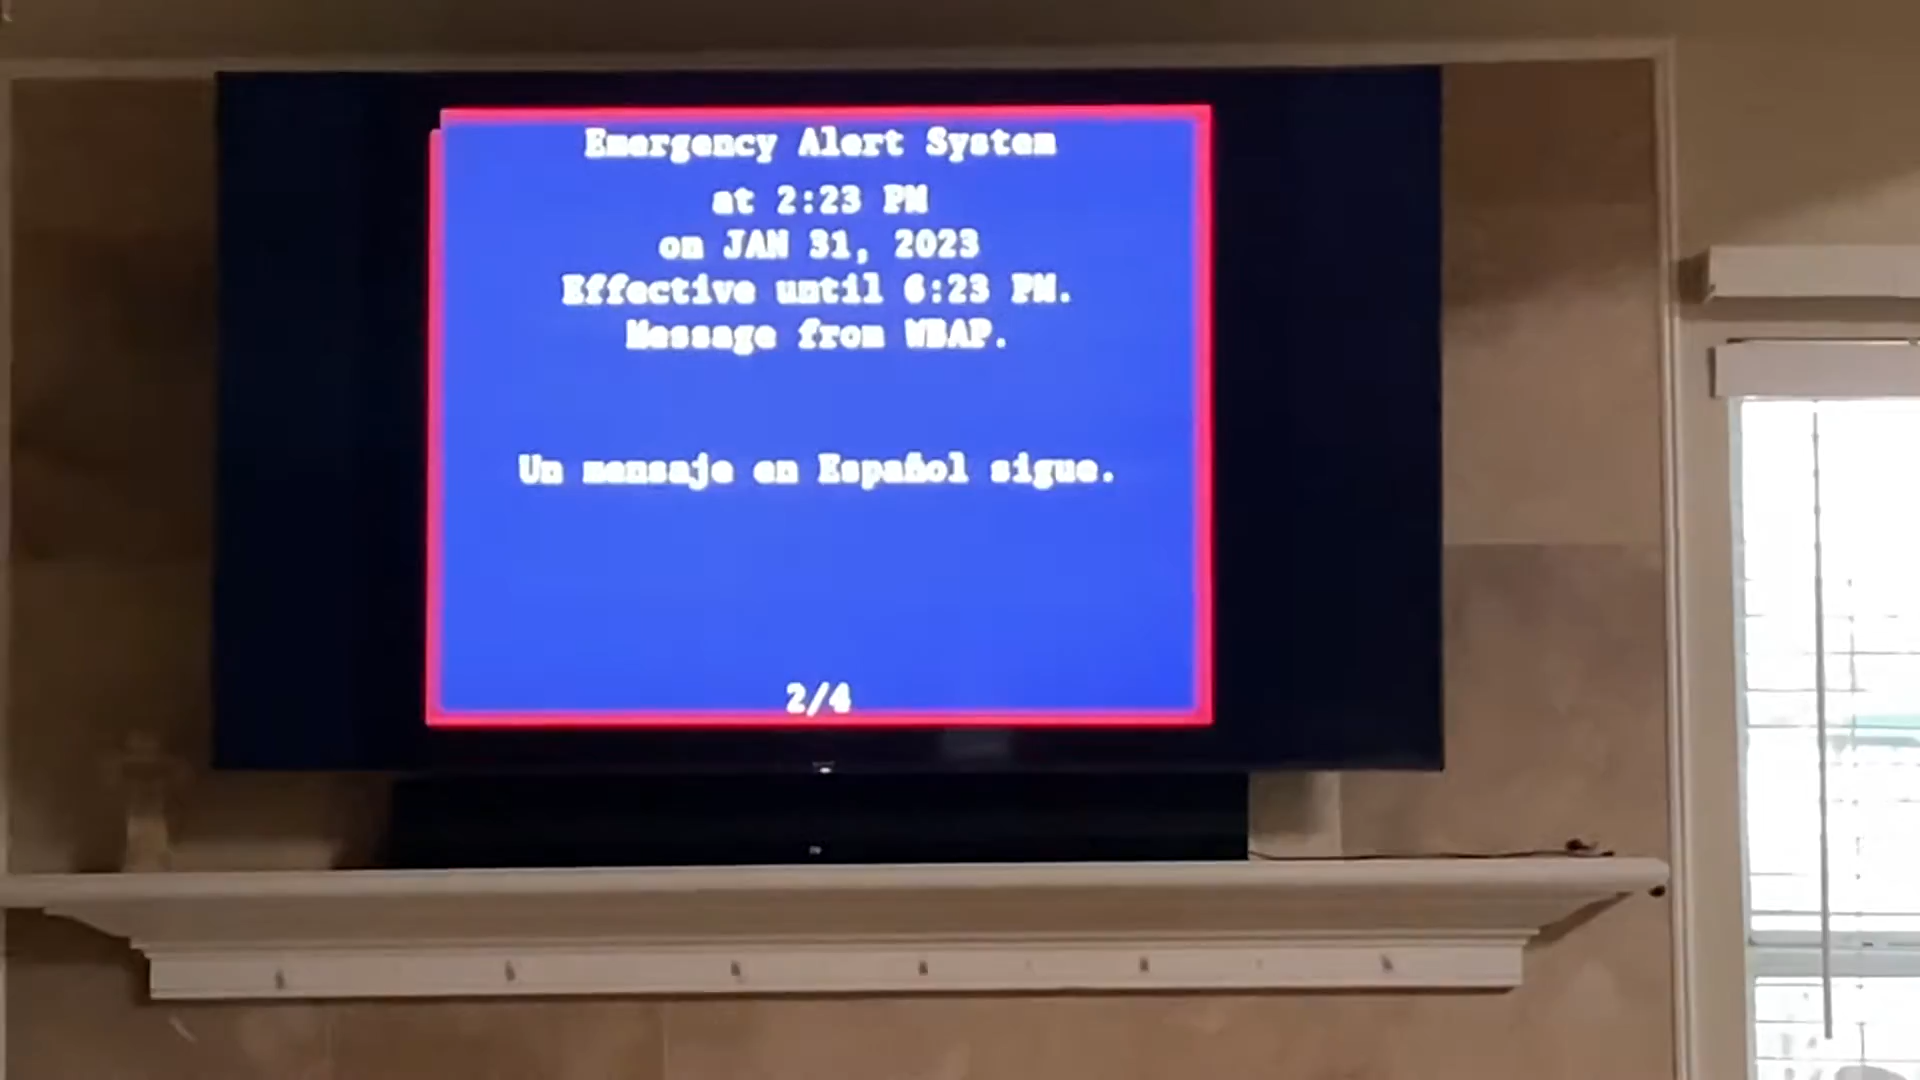 Emergency Alert System
at 2:23 PM
on JAN 31, 2023
Effective until 6:23 PM.
Message from WBAP.
Un mensaje en Español sigue.
2/4